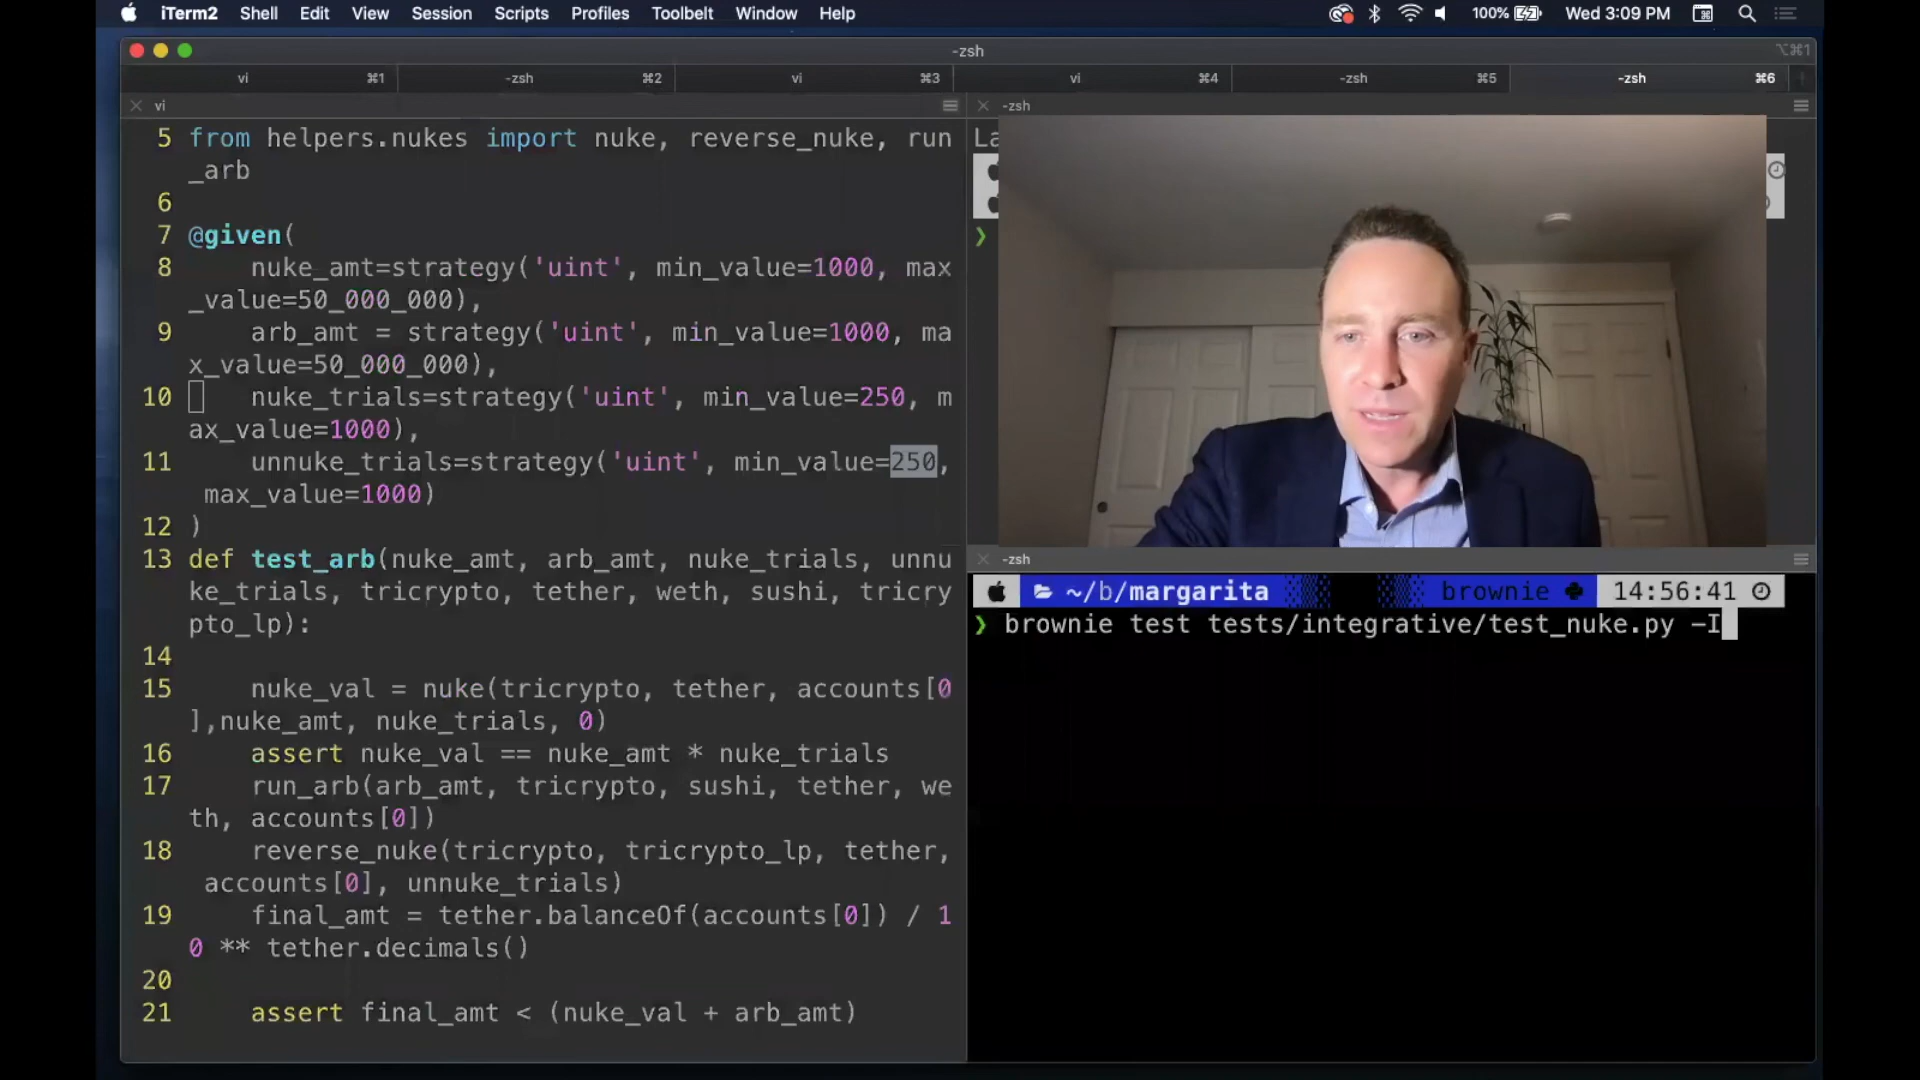 iTerm2 Shell Edit View Session Scripts Profiles Toolbelt Window Help 100% Wed 3:09 PM
-zsh ⌥⌘1
vi ⌘1 -zsh ⌘2 vi ⌘3 vi ⌘4 -zsh ⌘5 -zsh ⌘6
vi
5 from helpers.nukes import nuke, reverse_nuke, run
_arb
6
7 @given(
8 nuke_amt=strategy('uint', min_value=1000, max
_value=50_000_000),
9 arb_amt = strategy('uint', min_value=1000, ma
x_value=50_000_000),
10 nuke_trials=strategy('uint', min_value=250, m
ax_value=1000),
11 unnuke_trials=strategy('uint', min_value=250,
max_value=1000)
12 )
13 def test_arb(nuke_amt, arb_amt, nuke_trials, unnu
ke_trials, tricrypto, tether, weth, sushi, tricry
pto_lp):
14
15 nuke_val = nuke(tricrypto, tether, accounts[0
],nuke_amt, nuke_trials, 0)
16 assert nuke_val == nuke_amt * nuke_trials
17 run_arb(arb_amt, tricrypto, sushi, tether, we
th, accounts[0])
18 reverse_nuke(tricrypto, tricrypto_lp, tether,
accounts[0], unnuke_trials)
19 final_amt = tether.balanceOf(accounts[0]) / 1
0 ** tether.decimals()
20
21 assert final_amt < (nuke_val + arb_amt)
-zsh
La
❯
-zsh
~/b/margarita brownie 14:56:41
❯ brownie test tests/integrative/test_nuke.py -I